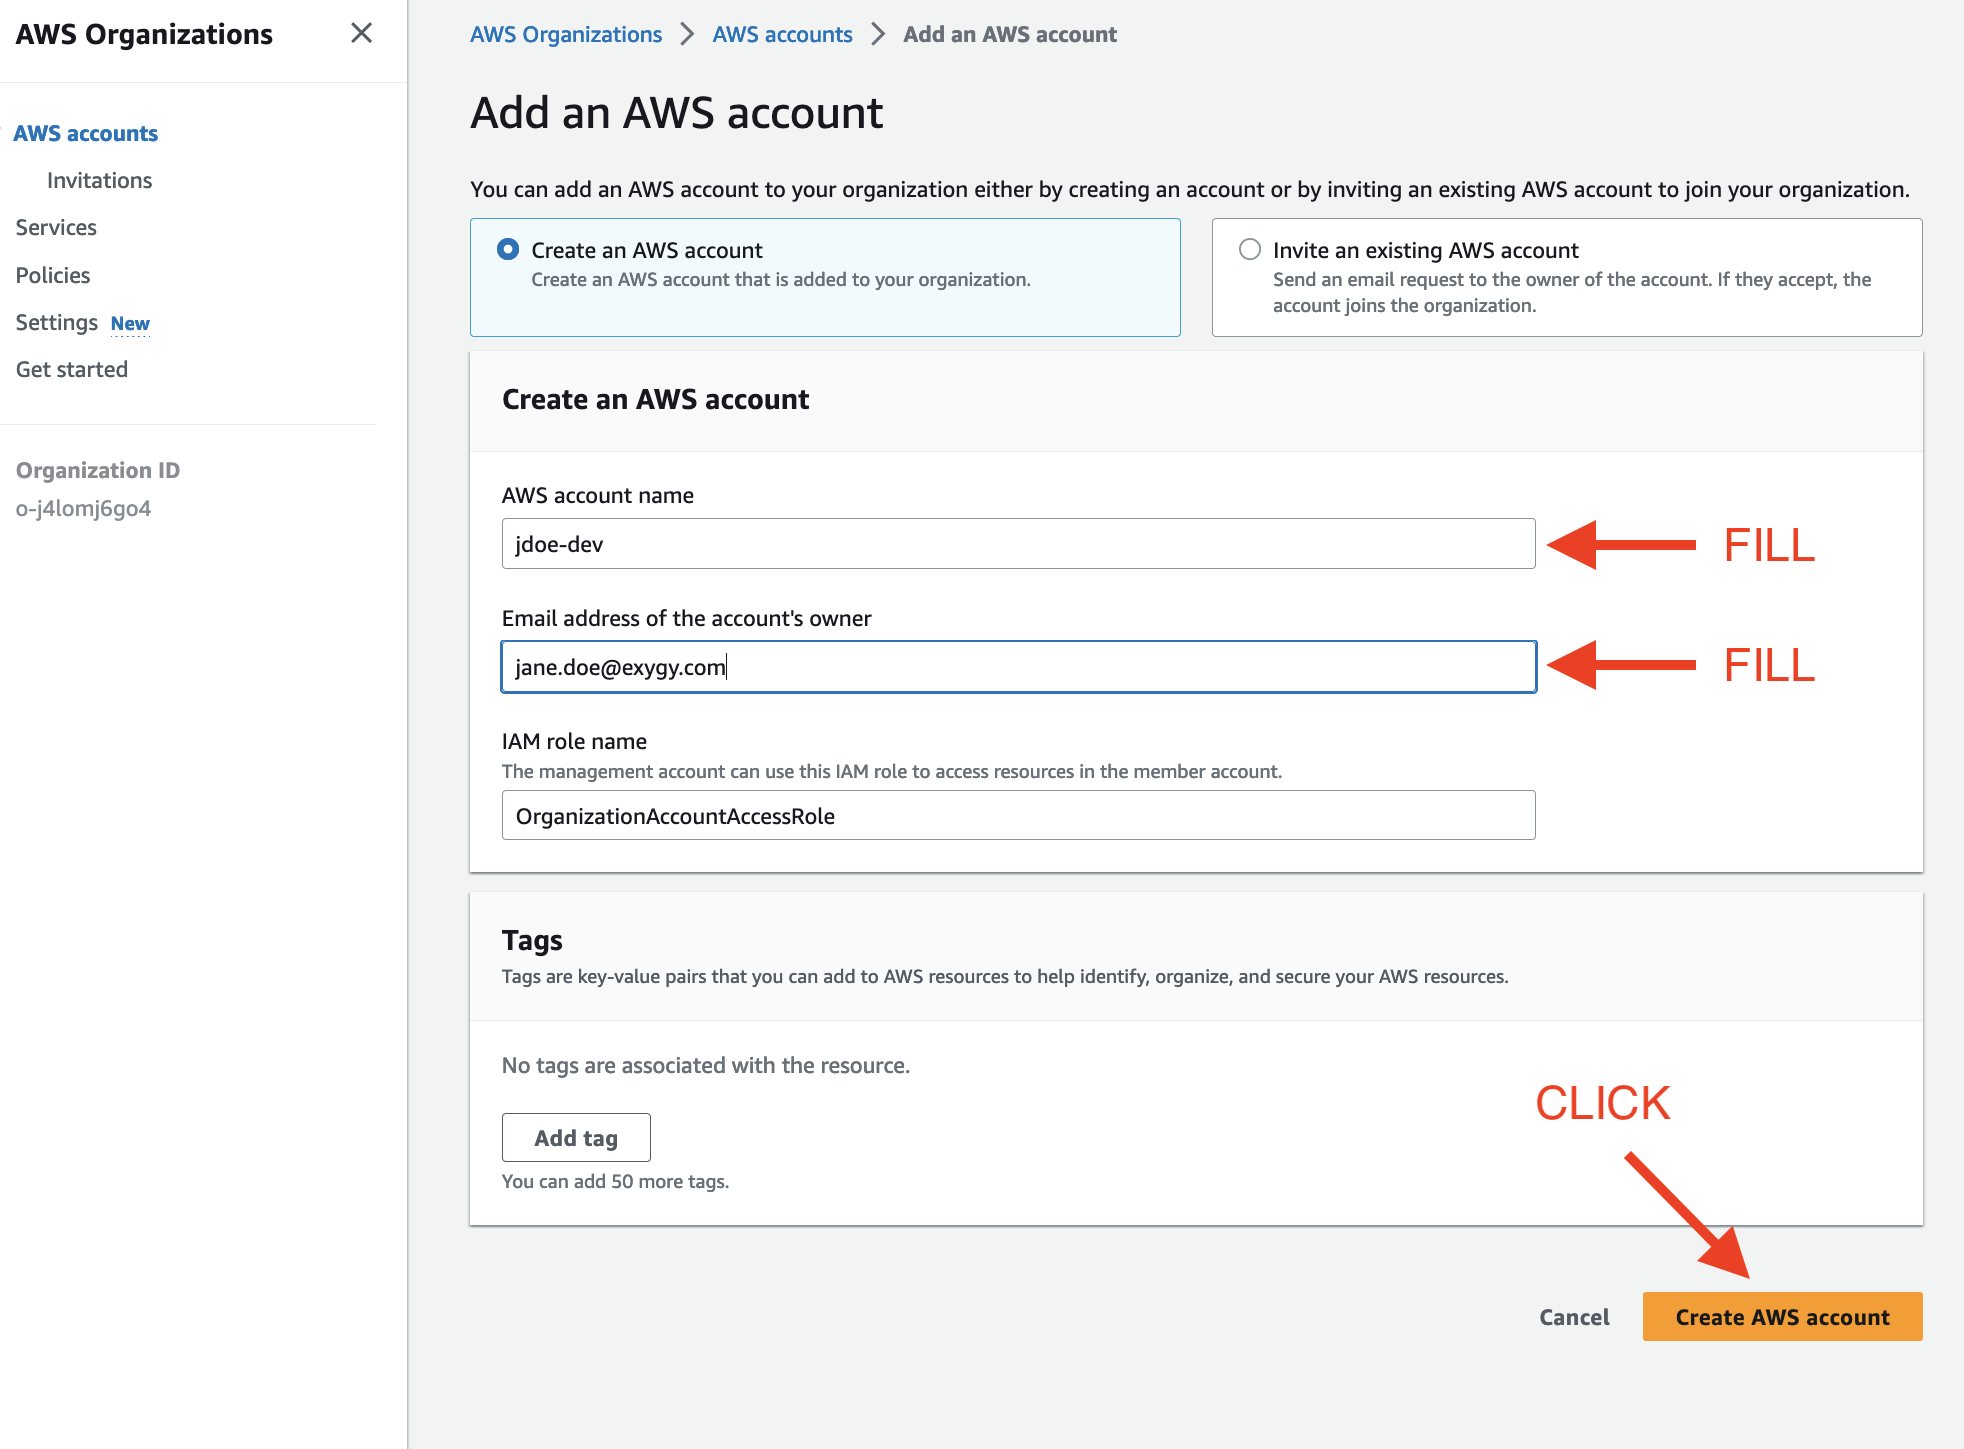 AWS Organizations
AWS accounts
Invitations
Services
Policies
Settings New
Get started
Organization ID
o-j4lomj6go4
AWS Organizations > AWS accounts > Add an AWS account
Add an AWS account
You can add an AWS account to your organization either by creating an account or by inviting an existing AWS account to join your organization.
Create an AWS account
Create an AWS account that is added to your organization.
Invite an existing AWS account
Send an email request to the owner of the account. If they accept, the
account joins the organization.
Create an AWS account
AWS account name
jdoe-dev
FILL
Email address of the account's owner
jane.doe@exygy.com
FILL
IAM role name
The management account can use this IAM role to access resources in the member account.
OrganizationAccountAccessRole
Tags
Tags are key-value pairs that you can add to AWS resources to help identify, organize, and secure your AWS resources.
No tags are associated with the resource.
Add tag
You can add 50 more tags.
CLICK
Cancel
Create AWS account